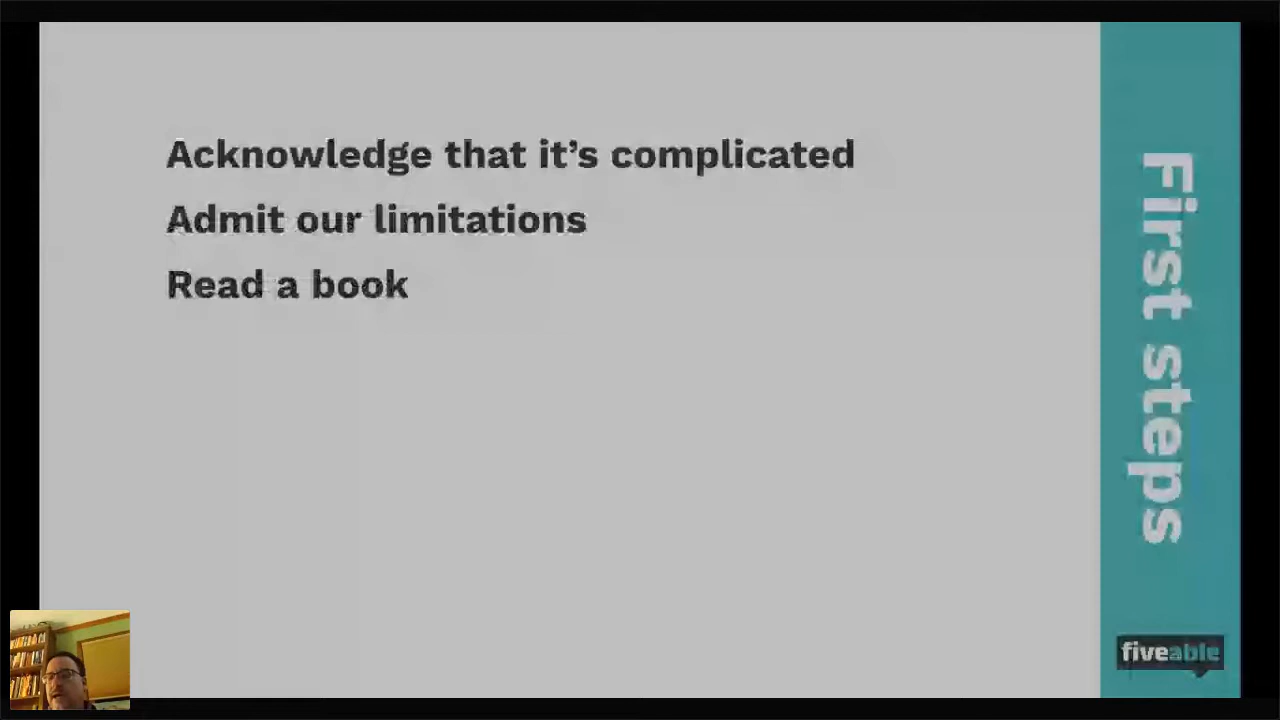 Acknowledge that it’s complicated
Admit our limitations
Read a book
First steps
fiveable